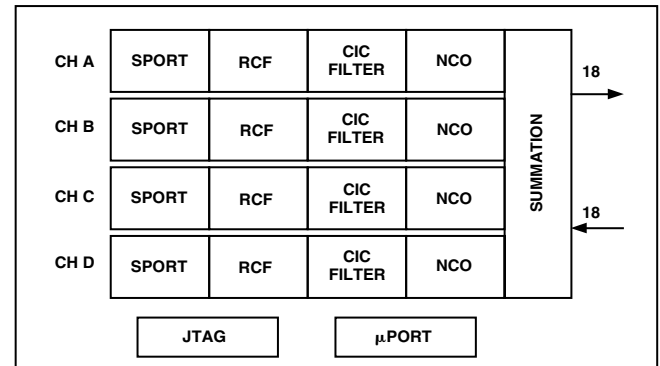 CH A SPORT RCF CIC FILTER NCO 18
CH B SPORT RCF CIC FILTER NCO
SUMMATION
CH C SPORT RCF CIC FILTER NCO 18
CH D SPORT RCF CIC FILTER NCO
JTAG µPORT